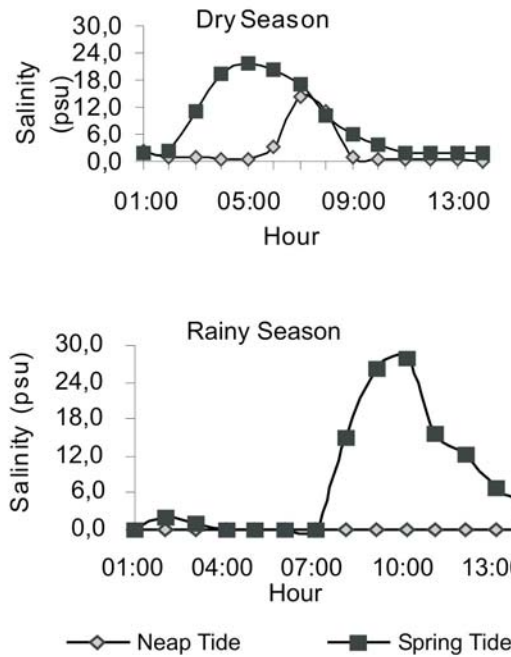 Dry Season
30,0
24,0
18,0
12,0
6,0
0,0
Salinity
(psu)
01:00 05:00 09:00 13:00
Hour
Rainy Season
30,0
24,0
18,0
12,0
6,0
0,0
Salinity (psu)
01:00 04:00 07:00 10:00 13:00
Hour
Neap Tide Spring Tide